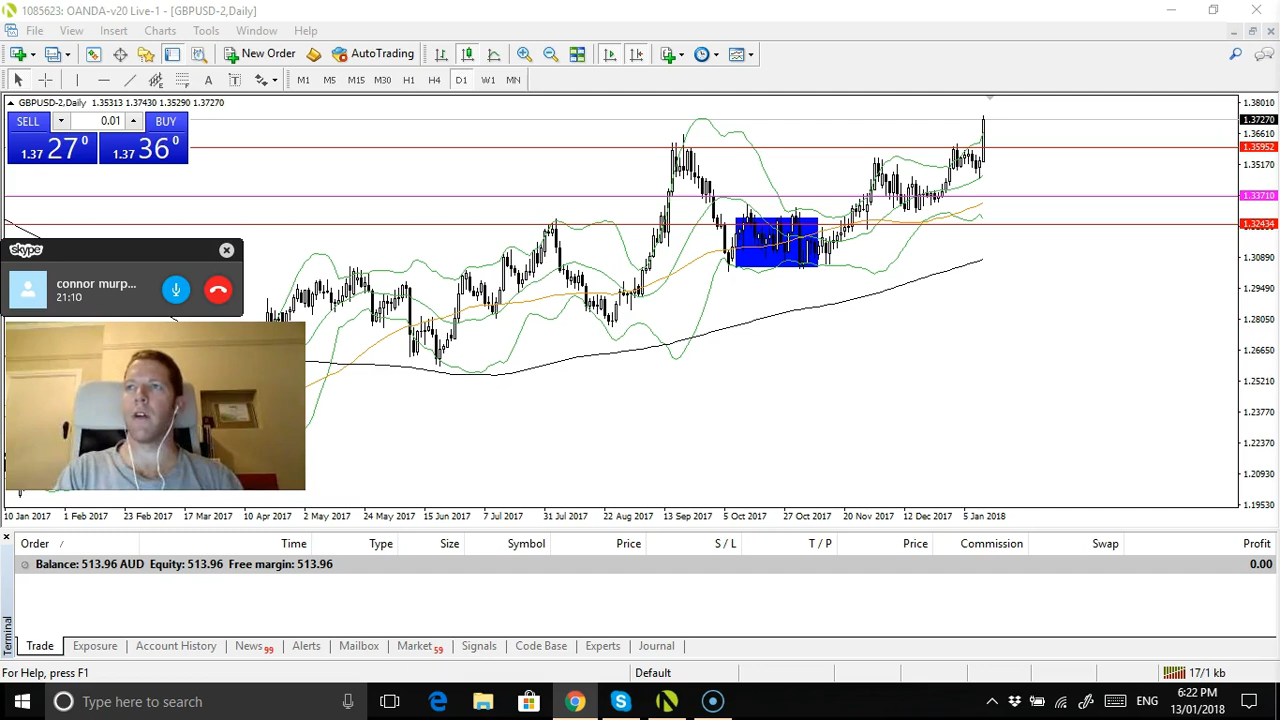 1085623: OANDA-v20 Live-1 - [GBPUSD-2,Daily]
File View Insert Charts Tools Window Help
New Order AutoTrading
A T M1 M5 M15 M30 H1 H4 D1 W1 MN
GBPUSD-2,Daily 1.35313 1.37430 1.35290 1.37270
SELL 0.01 BUY
1.37 27 0 1.37 36 0
1.38010
1.37270
1.36610
1.35952
1.35170
1.33710
1.32434
1.30890
1.29490
1.28050
1.26650
1.25210
1.23770
1.22370
1.20930
1.19530
skype
connor murp...
21:10
10 Jan 2017 1 Feb 2017 23 Feb 2017 17 Mar 2017 10 Apr 2017 2 May 2017 24 May 2017 15 Jun 2017 7 Jul 2017 31 Jul 2017 22 Aug 2017 13 Sep 2017 5 Oct 2017 27 Oct 2017 20 Nov 2017 12 Dec 2017 5 Jan 2018
Order / Time Type Size Symbol Price S / L T / P Price Commission Swap Profit
Balance: 513.96 AUD Equity: 513.96 Free margin: 513.96 0.00
Terminal
Trade Exposure Account History News 99 Alerts Mailbox Market 59 Signals Code Base Experts Journal
For Help, press F1 Default 17/1 kb
Type here to search
ENG
6:22 PM
13/01/2018